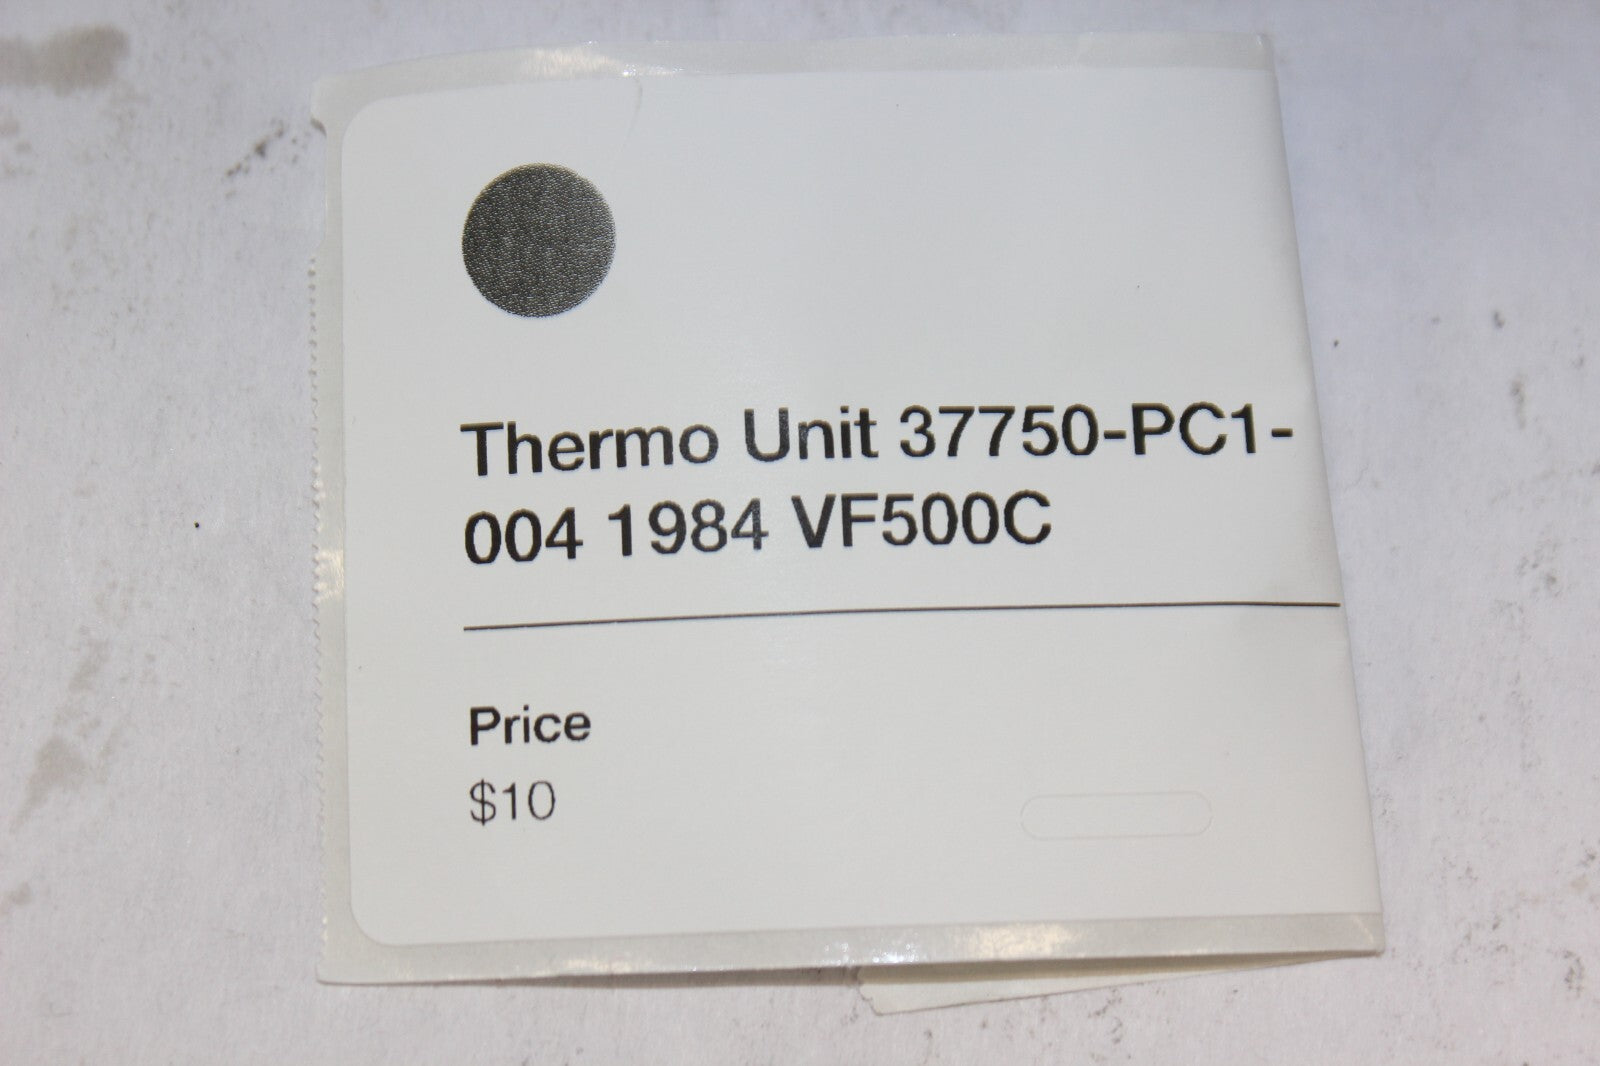 Thermo Unit 37750-PC1-
004 1984 VF500C
Price
$10